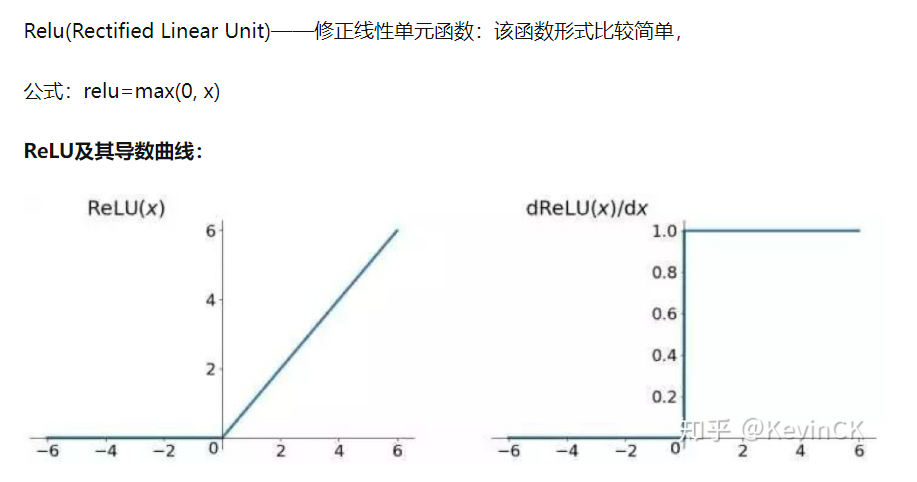 Relu(Rectified Linear Unit)——修正线性单元函数：该函数形式比较简单，
公式：relu=max(0, x)
ReLU及其导数曲线：
ReLU(x)
6
4
2
−6 −4 −2 0 2 4 6
dReLU(x)/dx
1.0
0.8
0.6
0.4
0.2
−6 −4 −2 0 2 4 6
知乎 @KevinCK